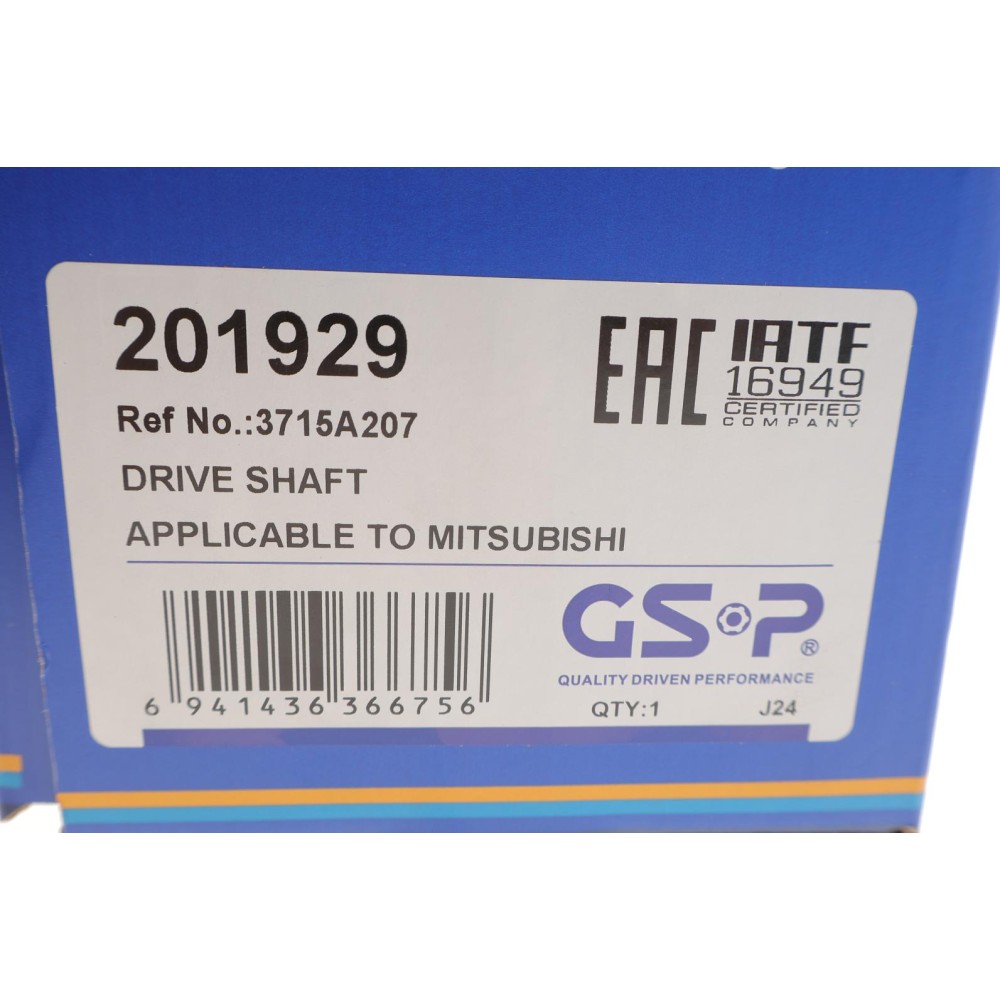 201929
Ref No.:3715A207
DRIVE SHAFT
APPLICABLE TO MITSUBISHI
EAC
IATF
16949
CERTIFIED
COMPANY
6 941436 366756
GSP®
QUALITY DRIVEN PERFORMANCE
QTY:1 J24